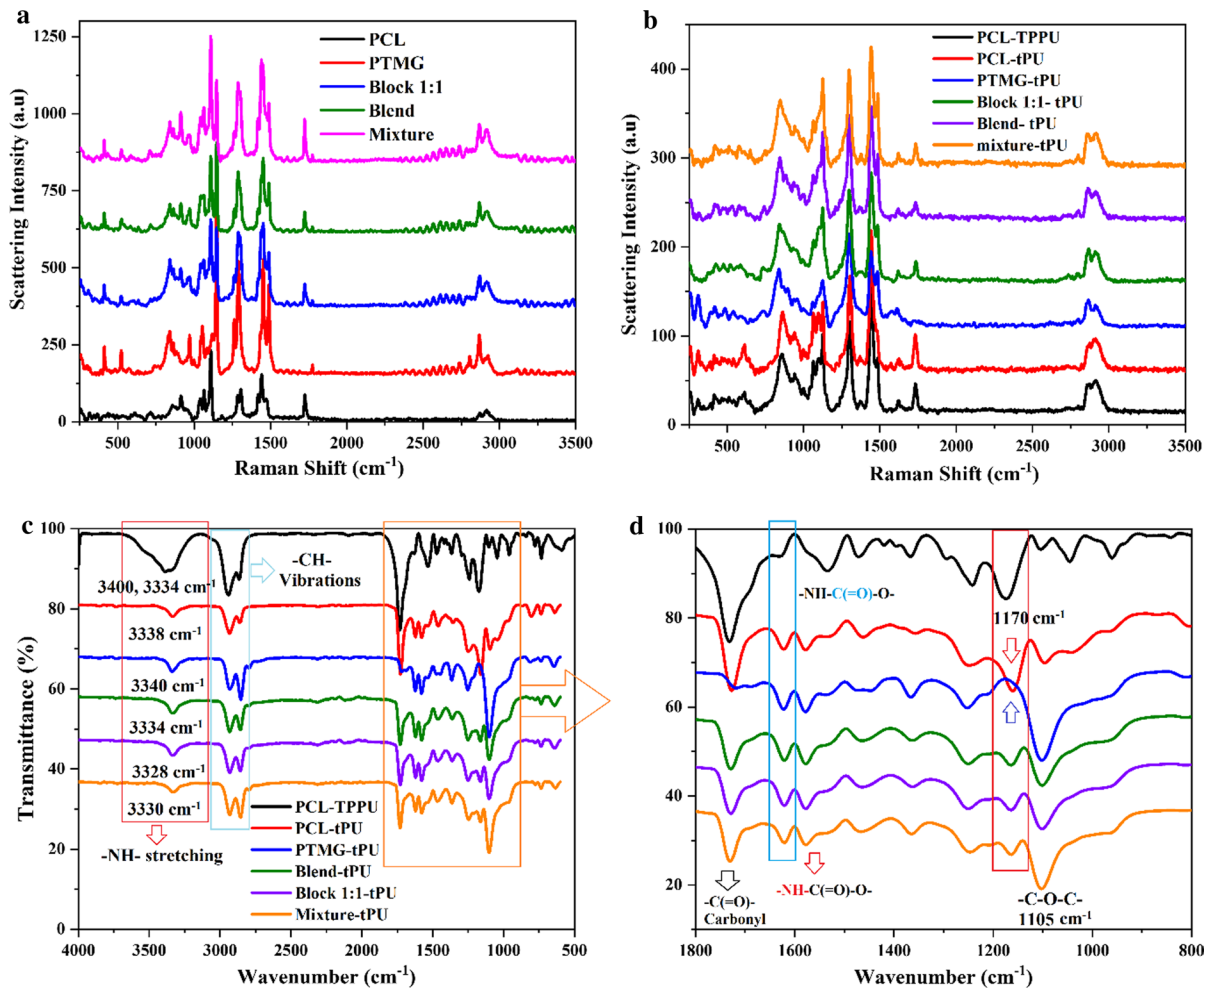 a
PCL
PTMG
Block 1:1
Blend
Mixture
1250
1000
750
500
250
0
Scattering Intensity (a.u)
500 1000 1500 2000 2500 3000 3500
Raman Shift (cm-1)
b
PCL-TPPU
PCL-tPU
PTMG-tPU
Block 1:1- tPU
Blend- tPU
mixture-tPU
400
300
200
100
0
Scattering Intensity (a.u)
500 1000 1500 2000 2500 3000 3500
Raman Shift (cm-1)
c
100
80
60
40
20
0
Transmittance (%)
-CH-
Vibrations
3400, 3334 cm-1
3338 cm-1
3340 cm-1
3334 cm-1
3328 cm-1
3330 cm-1
-NH- stretching
PCL-TPPU
PCL-tPU
PTMG-tPU
Blend-tPU
Block 1:1-tPU
Mixture-tPU
4000 3500 3000 2500 2000 1500 1000 500
Wavenumber (cm-1)
d
100
80
60
40
20
-NH-C(=O)-O-
1170 cm-1
-C(=O)-
Carbonyl
-NH-C(=O)-O-
-C-O-C-
1105 cm-1
1800 1600 1400 1200 1000 800
Wavenumber (cm-1)